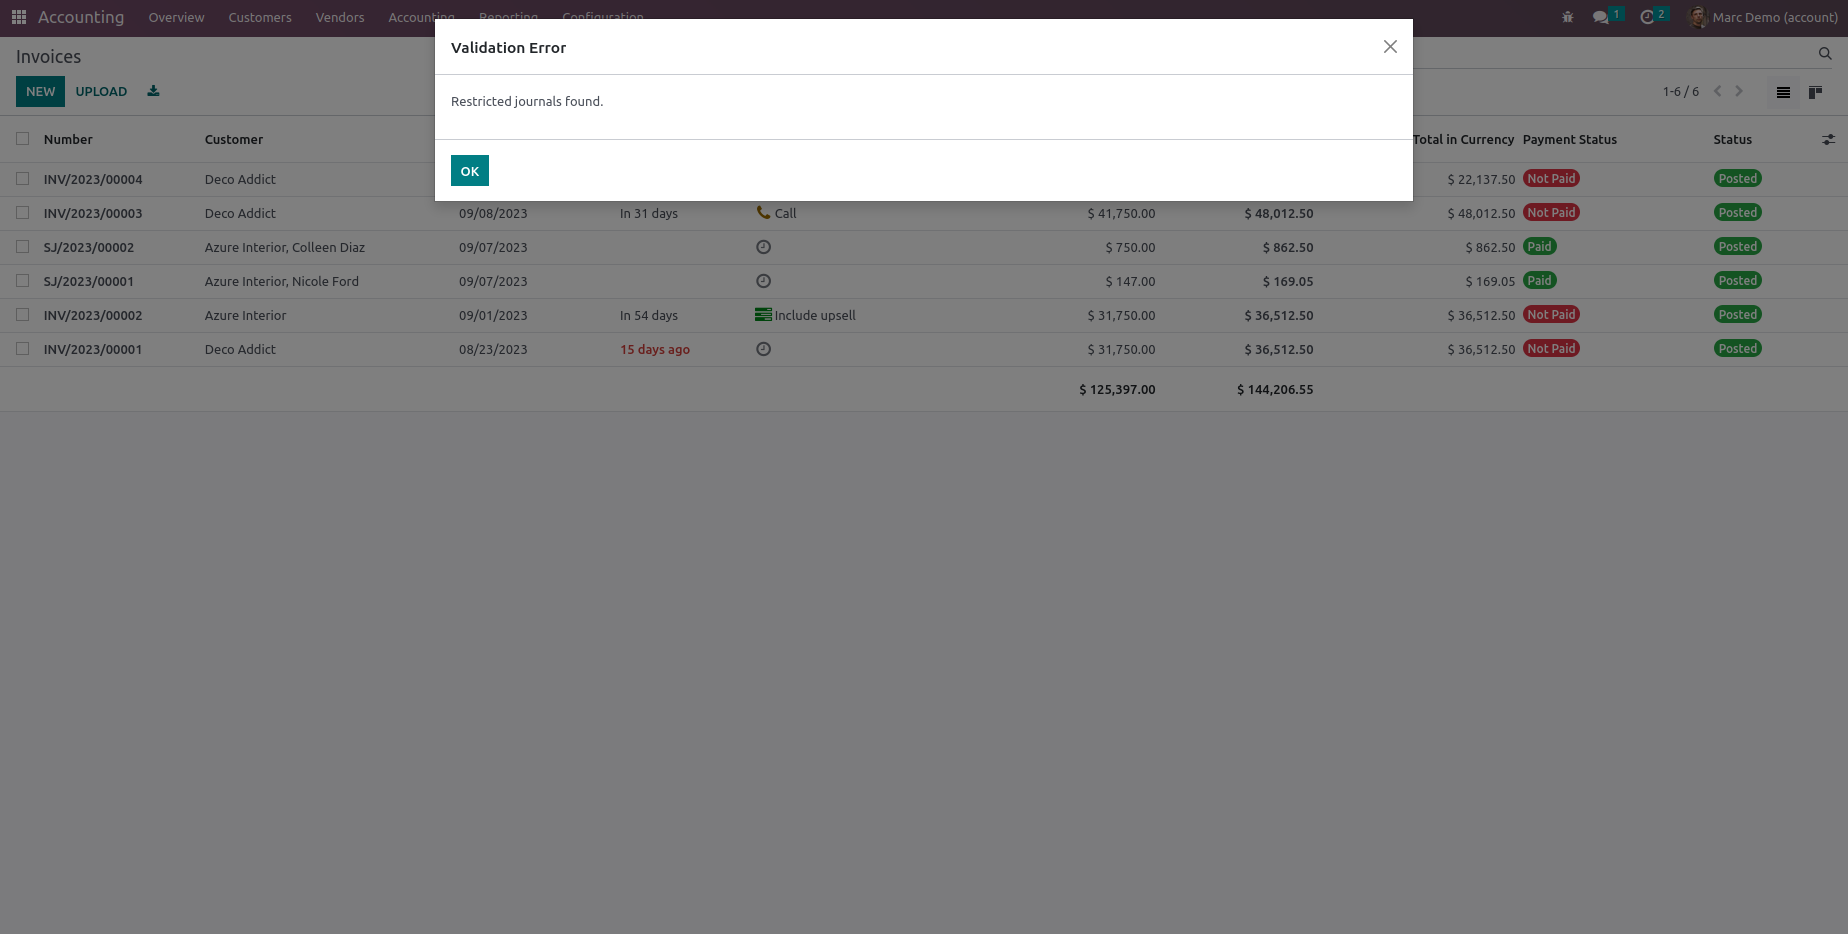 Accounting Overview Customers Vendors Accounting Reporting Configuration 1 2 Marc Demo (account)
Validation Error
Invoices
NEW UPLOAD
1-6 / 6
Restricted journals found.
OK
Number Customer Total in Currency Payment Status Status
INV/2023/00004 Deco Addict $ 22,137.50 Not Paid Posted
INV/2023/00003 Deco Addict 09/08/2023 In 31 days Call $ 41,750.00 $ 48,012.50 $ 48,012.50 Not Paid Posted
SJ/2023/00002 Azure Interior, Colleen Diaz 09/07/2023 $ 750.00 $ 862.50 $ 862.50 Paid Posted
SJ/2023/00001 Azure Interior, Nicole Ford 09/07/2023 $ 147.00 $ 169.05 $ 169.05 Paid Posted
INV/2023/00002 Azure Interior 09/01/2023 In 54 days Include upsell $ 31,750.00 $ 36,512.50 $ 36,512.50 Not Paid Posted
INV/2023/00001 Deco Addict 08/23/2023 15 days ago $ 31,750.00 $ 36,512.50 $ 36,512.50 Not Paid Posted
$ 125,397.00 $ 144,206.55